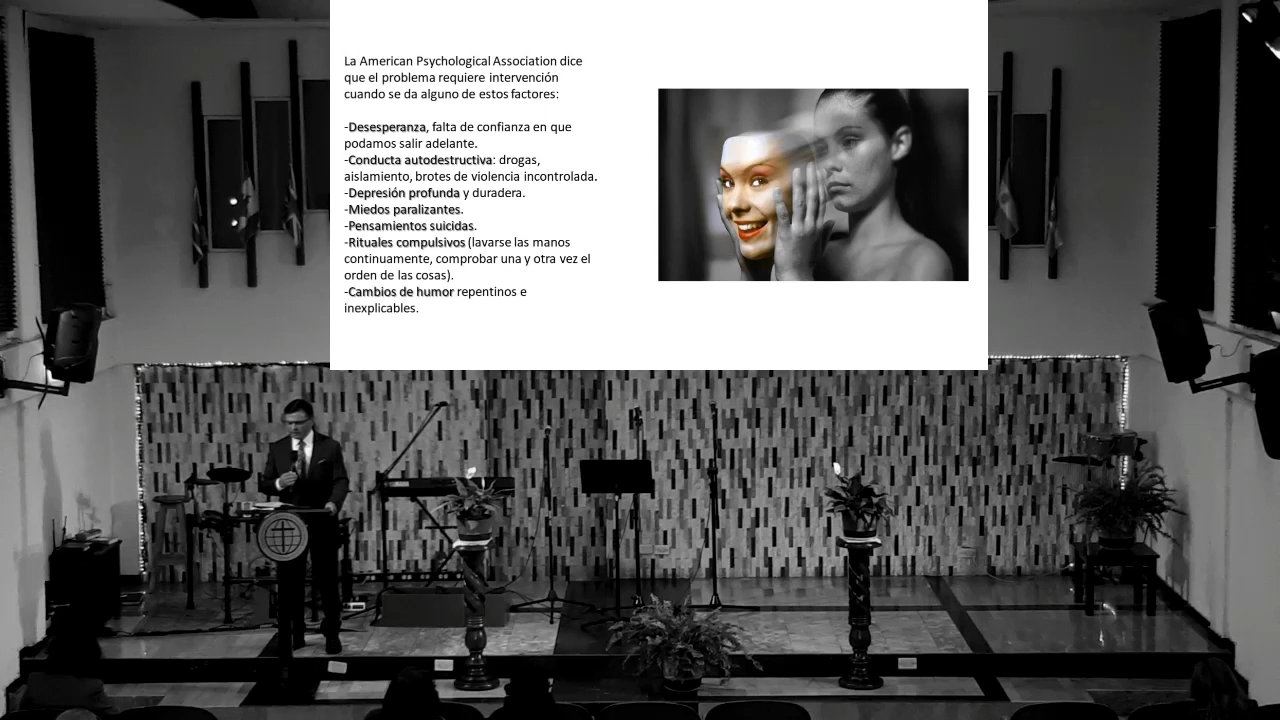 La American Psychological Association dice
que el problema requiere intervención
cuando se da alguno de estos factores:
-Desesperanza, falta de confianza en que
podamos salir adelante.
-Conducta autodestructiva: drogas,
aislamiento, brotes de violencia incontrolada.
-Depresión profunda y duradera.
-Miedos paralizantes.
-Pensamientos suicidas.
-Rituales compulsivos (lavarse las manos
continuamente, comprobar una y otra vez el
orden de las cosas).
-Cambios de humor repentinos e
inexplicables.